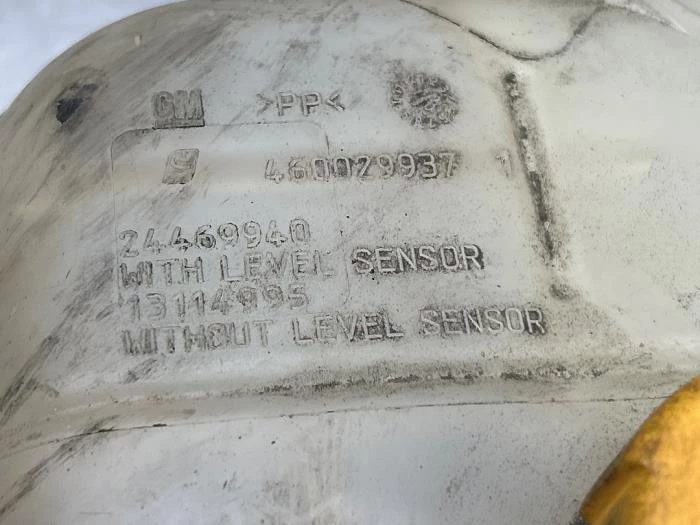 GM >PP<
460029937 1
24469940
WITH LEVEL SENSOR
13114995
WITHOUT LEVEL SENSOR